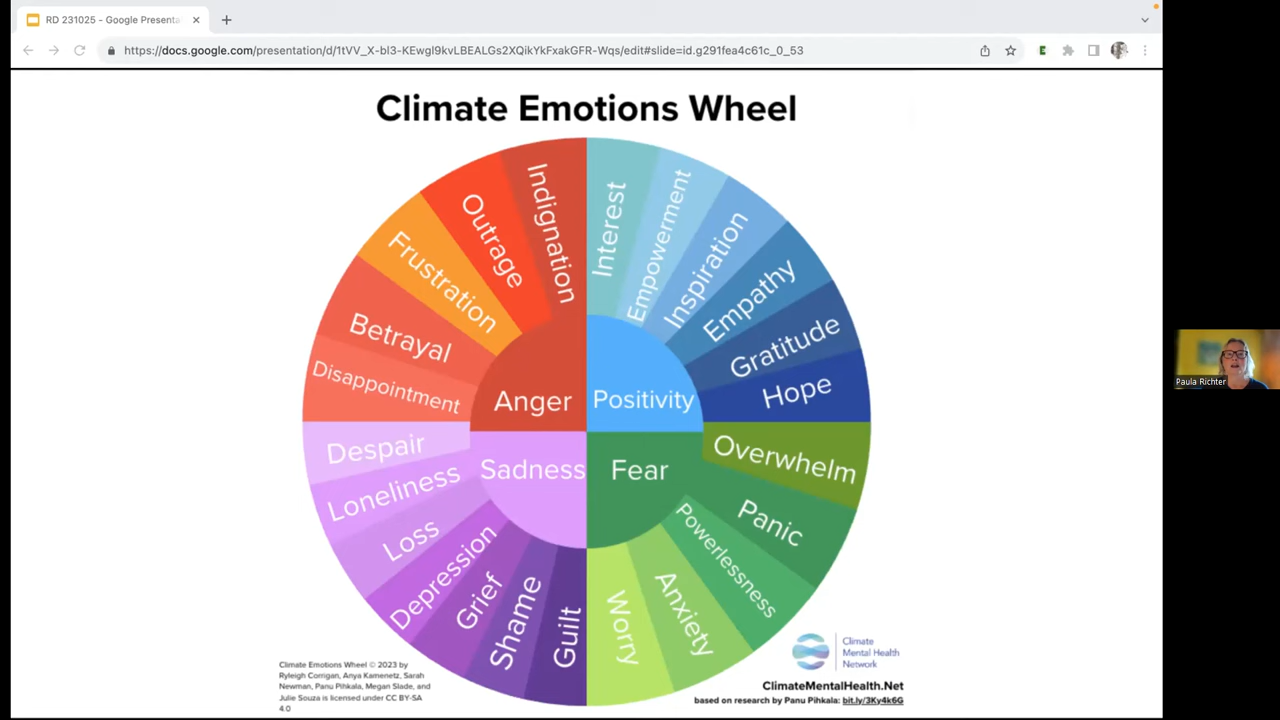 RD 231025 - Google Presenta
https://docs.google.com/presentation/d/1tVV_X-bl3-KEwgl9kvLBEALGs2XQikYkFxakGFR-Wqs/edit#slide=id.g291fea4c61c_0_53
Climate Emotions Wheel
Indignation
Outrage
Frustration
Betrayal
Disappointment
Anger
Interest
Empowerment
Inspiration
Empathy
Gratitude
Hope
Positivity
Despair
Loneliness
Loss
Depression
Grief
Shame
Guilt
Sadness
Overwhelm
Panic
Powerlessness
Anxiety
Worry
Fear
Paula Richter
Climate Emotions Wheel © 2023 by
Ryleigh Corrigan, Anya Kamenetz, Sarah
Newman, Panu Pihkala, Megan Slade, and
Julie Souza is licensed under CC BY-SA
4.0
Climate
Mental Health
Network
ClimateMentalHealth.Net
based on research by Panu Pihkala: bit.ly/3Ky4k6G